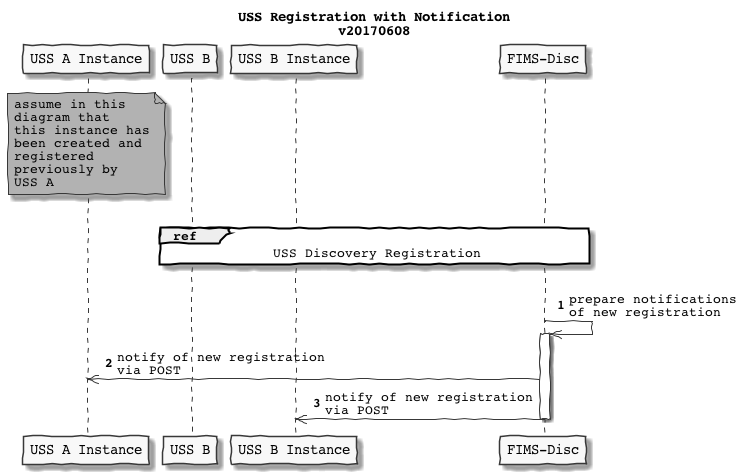 USS Registration with Notification
v20170608
USS A Instance
USS B
USS B Instance
FIMS-Disc
assume in this
diagram that
this instance has
been created and
registered
previously by
USS A
ref
USS Discovery Registration
1 prepare notifications
of new registration
2 notify of new registration
via POST
3 notify of new registration
via POST
USS A Instance
USS B
USS B Instance
FIMS-Disc